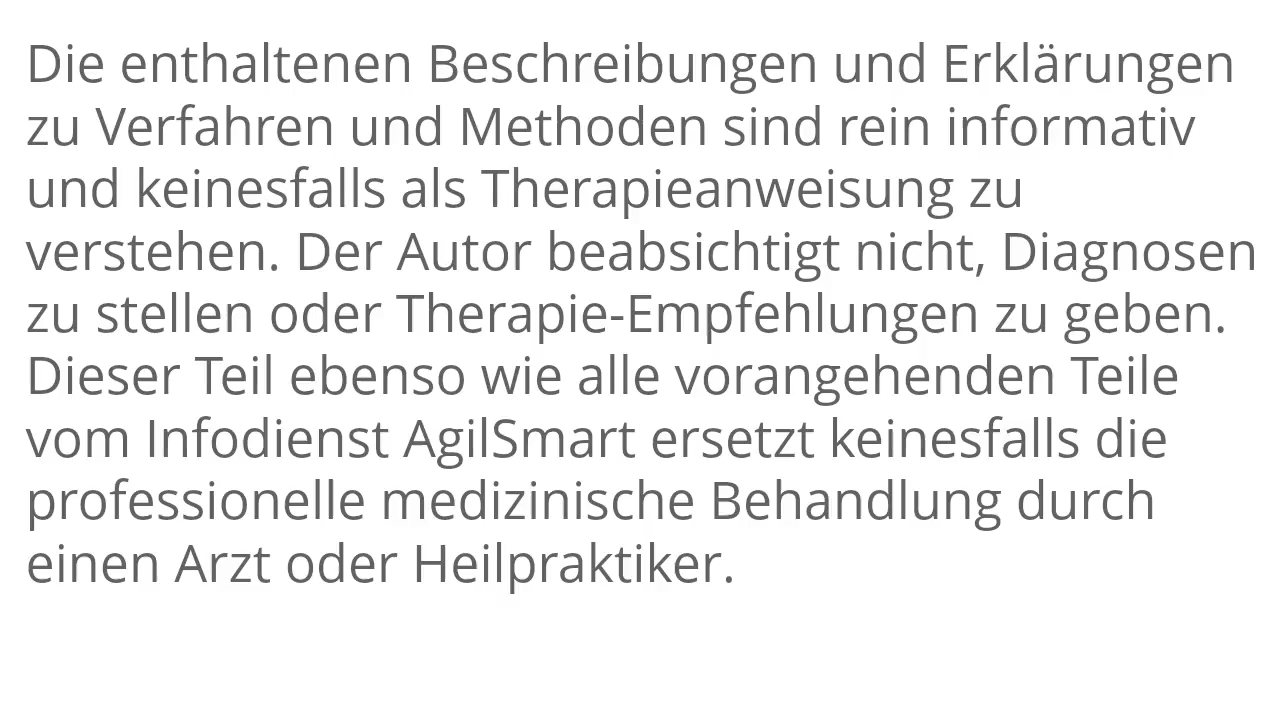 Die enthaltenen Beschreibungen und Erklärungen
zu Verfahren und Methoden sind rein informativ
und keinesfalls als Therapieanweisung zu
verstehen. Der Autor beabsichtigt nicht, Diagnosen
zu stellen oder Therapie-Empfehlungen zu geben.
Dieser Teil ebenso wie alle vorangehenden Teile
vom Infodienst AgilSmart ersetzt keinesfalls die
professionelle medizinische Behandlung durch
einen Arzt oder Heilpraktiker.